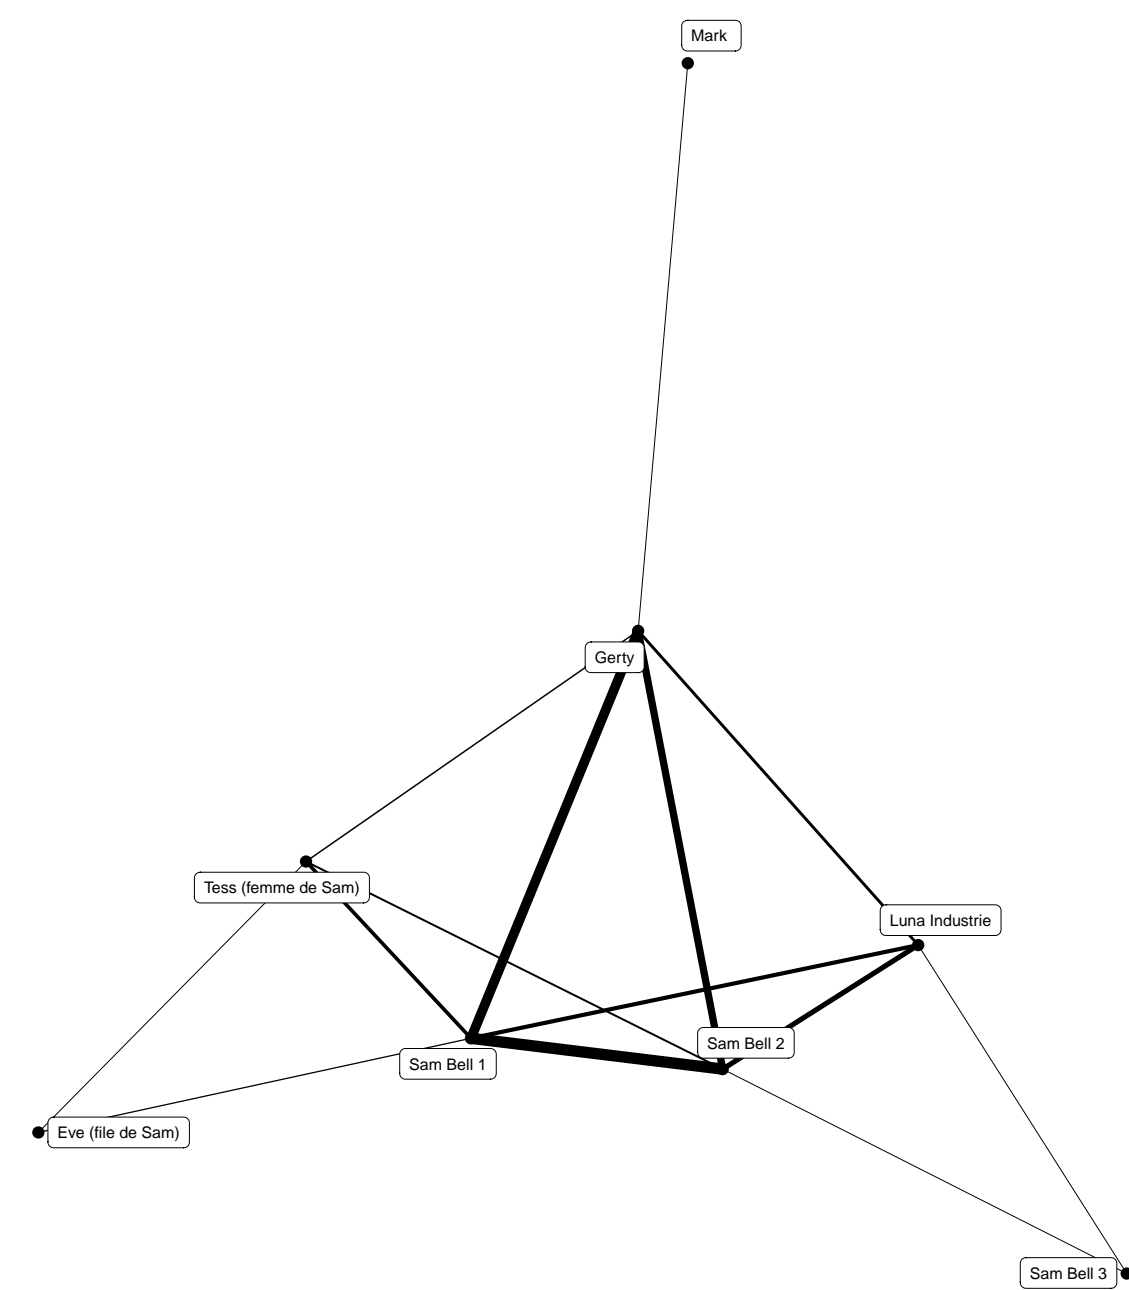 Mark
Gerty
Tess (femme de Sam)
Luna Industrie
Sam Bell 2
Sam Bell 1
Eve (file de Sam)
Sam Bell 3